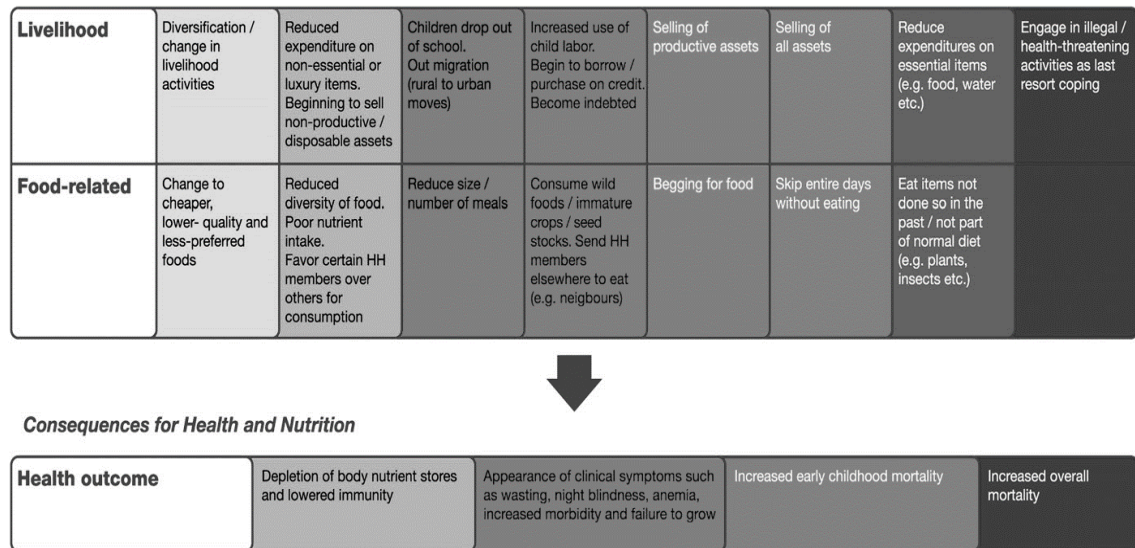 Livelihood
Diversification /
change in
livelihood
activities
Reduced
expenditure on
non-essential or
luxury items.
Beginning to sell
non-productive /
disposable assets
Children drop out
of school.
Out migration
(rural to urban
moves)
Increased use of
child labor.
Begin to borrow /
purchase on credit.
Become indebted
Selling of
productive assets
Selling of
all assets
Reduce
expenditures on
essential items
(e.g. food, water
etc.)
Engage in illegal /
health-threatening
activities as last
resort coping
Food-related
Change to
cheaper,
lower- quality and
less-preferred
foods
Reduced
diversity of food.
Poor nutrient
intake.
Favor certain HH
members over
others for
consumption
Reduce size /
number of meals
Consume wild
foods / immature
crops / seed
stocks. Send HH
members
elsewhere to eat
(e.g. neigbours)
Begging for food
Skip entire days
without eating
Eat items not
done so in the
past / not part
of normal diet
(e.g. plants,
insects etc.)
Consequences for Health and Nutrition
Health outcome
Depletion of body nutrient stores
and lowered immunity
Appearance of clinical symptoms such
as wasting, night blindness, anemia,
increased morbidity and failure to grow
Increased early childhood mortality
Increased overall
mortality